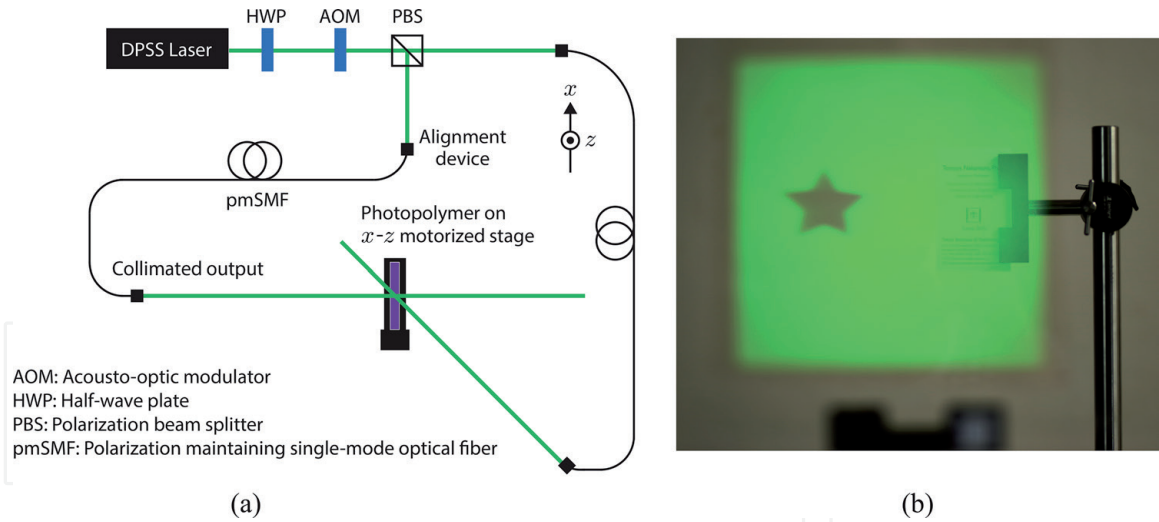 HWP AOM PBS
DPSS Laser
x
z
Alignment
device
pmSMF
Photopolymer on
x-z motorized stage
Collimated output
AOM: Acousto-optic modulator
HWP: Half-wave plate
PBS: Polarization beam splitter
pmSMF: Polarization maintaining single-mode optical fiber
(a) (b)